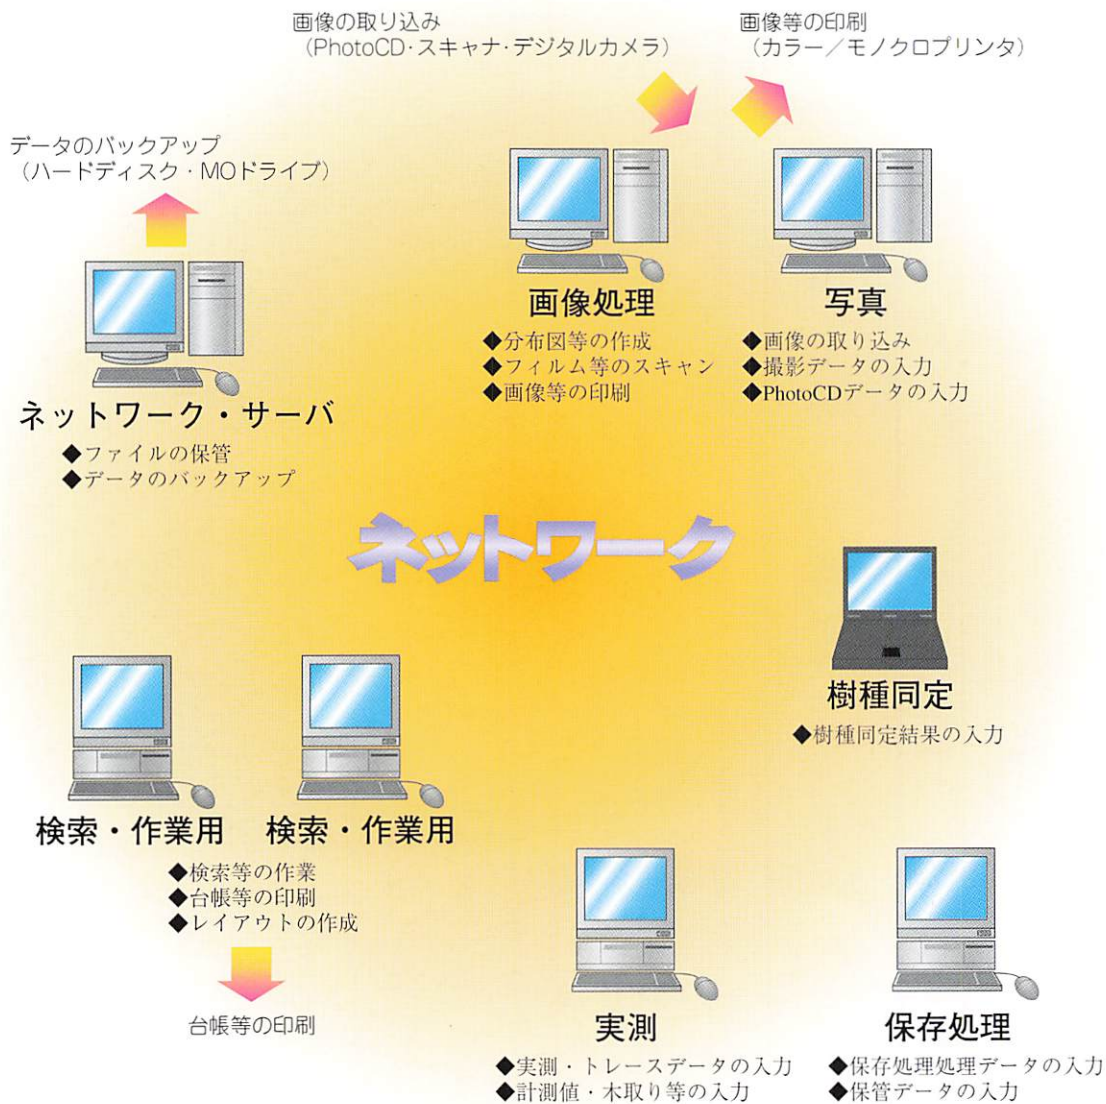 画像の取り込み
（PhotoCD・スキャナ・デジタルカメラ）
画像等の印刷
（カラー／モノクロプリンタ）
データのバックアップ
（ハードディスク・MOドライブ）
画像処理
◆分布図等の作成
◆フィルム等のスキャン
◆画像等の印刷
写真
◆画像の取り込み
◆撮影データの入力
◆PhotoCDデータの入力
ネットワーク・サーバ
◆ファイルの保管
◆データのバックアップ
ネットワーク
樹種同定
◆樹種同定結果の入力
検索・作業用
検索・作業用
◆検索等の作業
◆台帳等の印刷
◆レイアウトの作成
台帳等の印刷
実測
◆実測・トレースデータの入力
◆計測値・木取り等の入力
保存処理
◆保存処理処理データの入力
◆保管データの入力